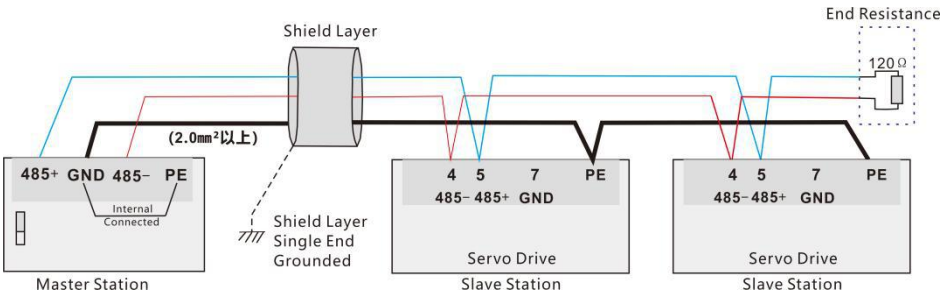 End Resistance
Shield Layer
120Ω
(2.0mm²以上)
485+ GND 485- PE
Internal
Connected
4 5 7 PE
485- 485+ GND
4 5 7 PE
485- 485+ GND
Shield Layer
Single End
Grounded
Servo Drive
Servo Drive
Master Station
Slave Station
Slave Station